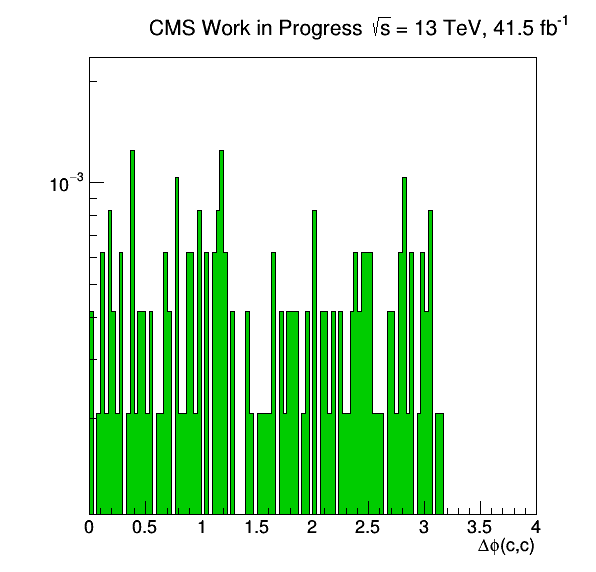 CMS Work in Progress √s = 13 TeV, 41.5 fb⁻¹
10⁻³
0 0.5 1 1.5 2 2.5 3 3.5 4
Δϕ(c,c)